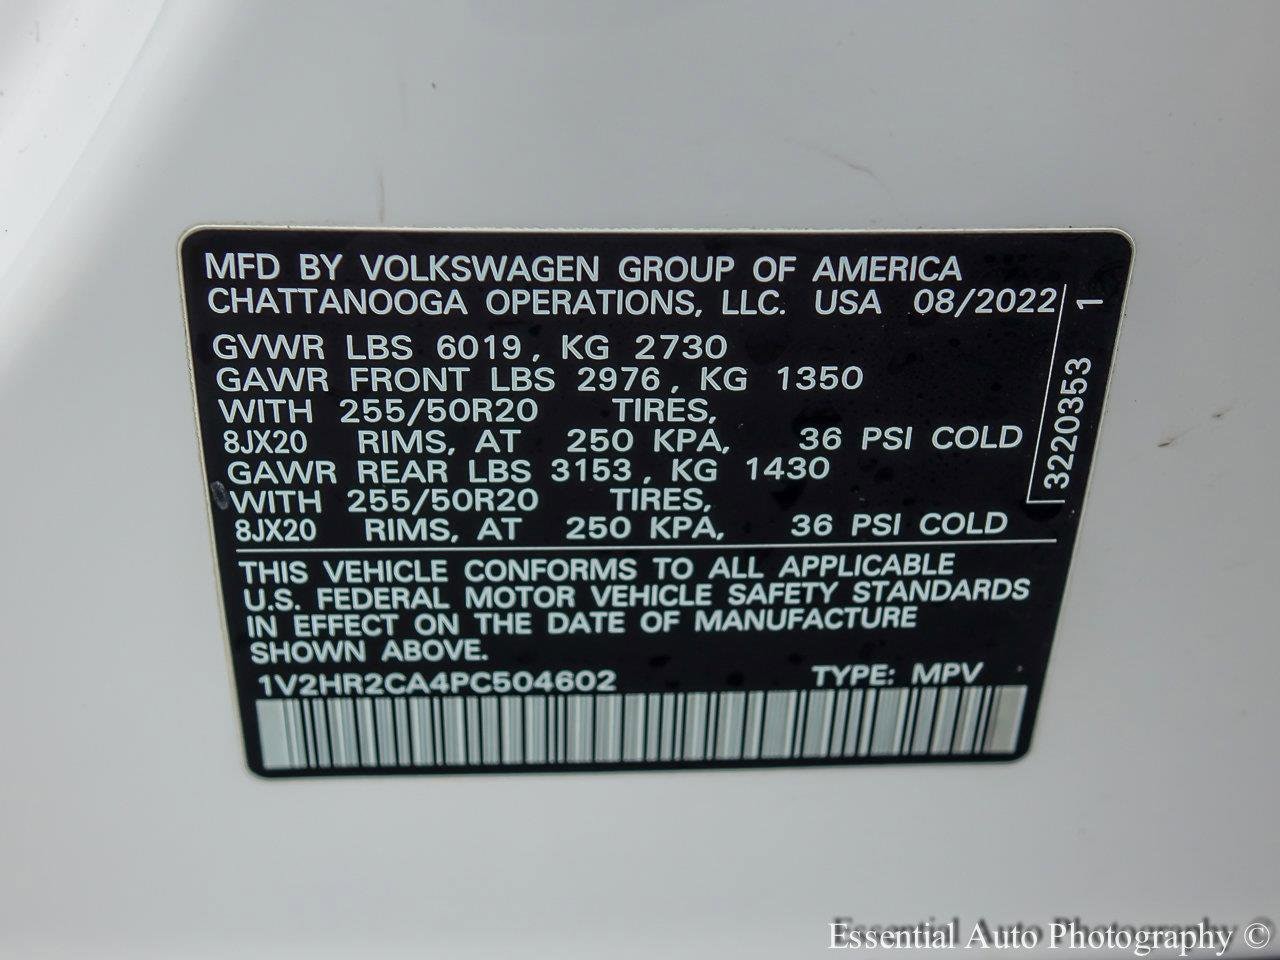 MFD BY VOLKSWAGEN GROUP OF AMERICA
CHATTANOOGA OPERATIONS, LLC. USA 08/2022
GVWR LBS 6019, KG 2730
GAWR FRONT LBS 2976, KG 1350
WITH 255/50R20 TIRES,
8JX20 RIMS, AT 250 KPA, 36 PSI COLD
GAWR REAR LBS 3153, KG 1430
WITH 255/50R20 TIRES,
8JX20 RIMS, AT 250 KPA, 36 PSI COLD
3220353 1
THIS VEHICLE CONFORMS TO ALL APPLICABLE
U.S. FEDERAL MOTOR VEHICLE SAFETY STANDARDS
IN EFFECT ON THE DATE OF MANUFACTURE
SHOWN ABOVE.
1V2HR2CA4PC504602 TYPE: MPV
Essential Auto Photography ©